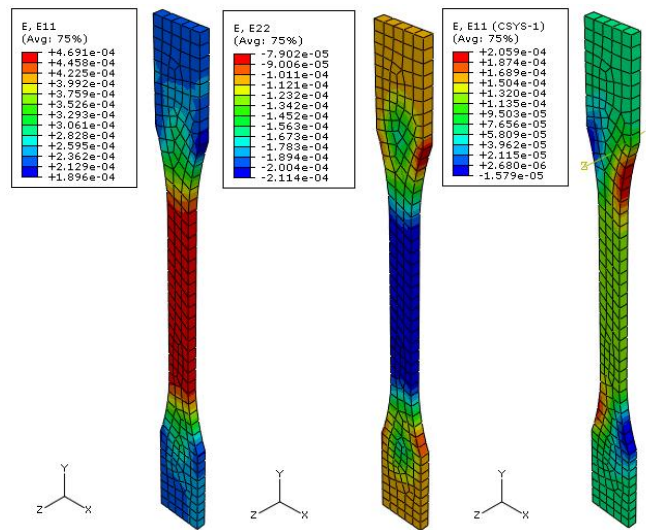 E, E11
(Avg: 75%)
+4.691e-04
+4.458e-04
+4.225e-04
+3.992e-04
+3.759e-04
+3.526e-04
+3.293e-04
+3.061e-04
+2.828e-04
+2.595e-04
+2.362e-04
+2.129e-04
+1.896e-04
E, E22
(Avg: 75%)
-7.902e-05
-9.006e-05
-1.011e-04
-1.121e-04
-1.232e-04
-1.342e-04
-1.452e-04
-1.563e-04
-1.673e-04
-1.783e-04
-1.894e-04
-2.004e-04
-2.114e-04
E, E11 (CSYS-1)
(Avg: 75%)
+2.059e-04
+1.874e-04
+1.689e-04
+1.504e-04
+1.320e-04
+1.135e-04
+9.503e-05
+7.656e-05
+5.809e-05
+3.962e-05
+2.115e-05
+2.680e-06
-1.579e-05
Z
Y
Z X
Y
Z X
Y
Z X